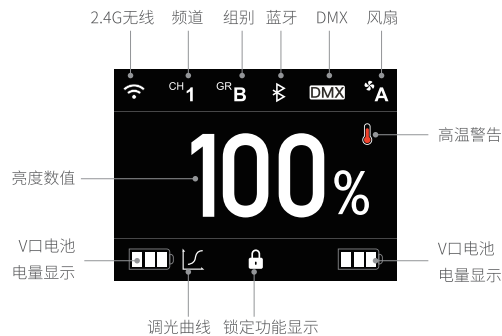 2.4G无线 频道 组别 蓝牙 DMX 风扇
CH 1 GR B DMX A
高温警告
亮度数值
100%
V口电池
电量显示
V口电池
电量显示
调光曲线 锁定功能显示